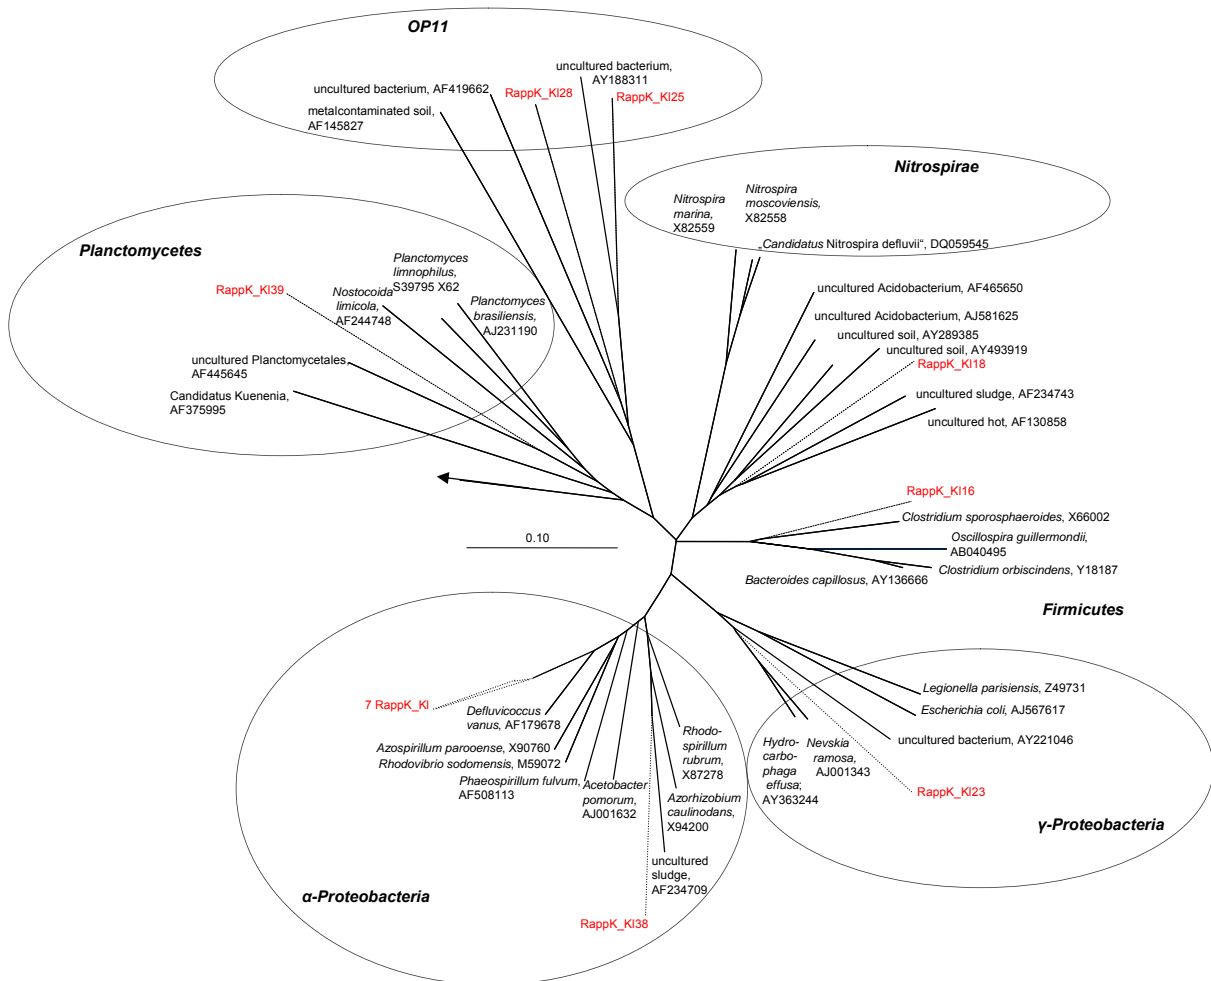 OP11
uncultured bacterium,
AY188311
uncultured bacterium, AF419662
RappK_Kl28
RappK_Kl25
metalcontaminated soil,
AF145827
Nitrospirae
Nitrospira
marina,
X82559
Nitrospira
moscoviensis,
X82558
„Candidatus Nitrospira defluvii“, DQ059545
Planctomycetes
Planctomyces
limnophilus,
S39795 X62
RappK_Kl39
Nostocoida
limicola,
AF244748
Planctomyces
brasiliensis,
AJ231190
uncultured Planctomycetales,
AF445645
Candidatus Kuenenia,
AF375995
uncultured Acidobacterium, AF465650
uncultured Acidobacterium, AJ581625
uncultured soil, AY289385
uncultured soil, AY493919
RappK_Kl18
uncultured sludge, AF234743
uncultured hot, AF130858
RappK_Kl16
Clostridium sporosphaeroides, X66002
Oscillospira guillermondii,
AB040495
Clostridium orbiscindens, Y18187
Bacteroides capillosus, AY136666
Firmicutes
0.10
7 RappK_Kl
Defluvicoccus
vanus, AF179678
Azospirillum parooense, X90760
Rhodovibrio sodomensis, M59072
Phaeospirillum fulvum,
AF508113
Acetobacter
pomorum,
AJ001632
Rhodo-
spirillum
rubrum,
X87278
Azorhizobium
caulinodans,
X94200
uncultured
sludge,
AF234709
RappK_Kl38
α-Proteobacteria
Legionella parisiensis, Z49731
Escherichia coli, AJ567617
uncultured bacterium, AY221046
Hydro-
carbo-
phaga
effusa;
AY363244
Nevskia
ramosa,
AJ001343
RappK_Kl23
γ-Proteobacteria